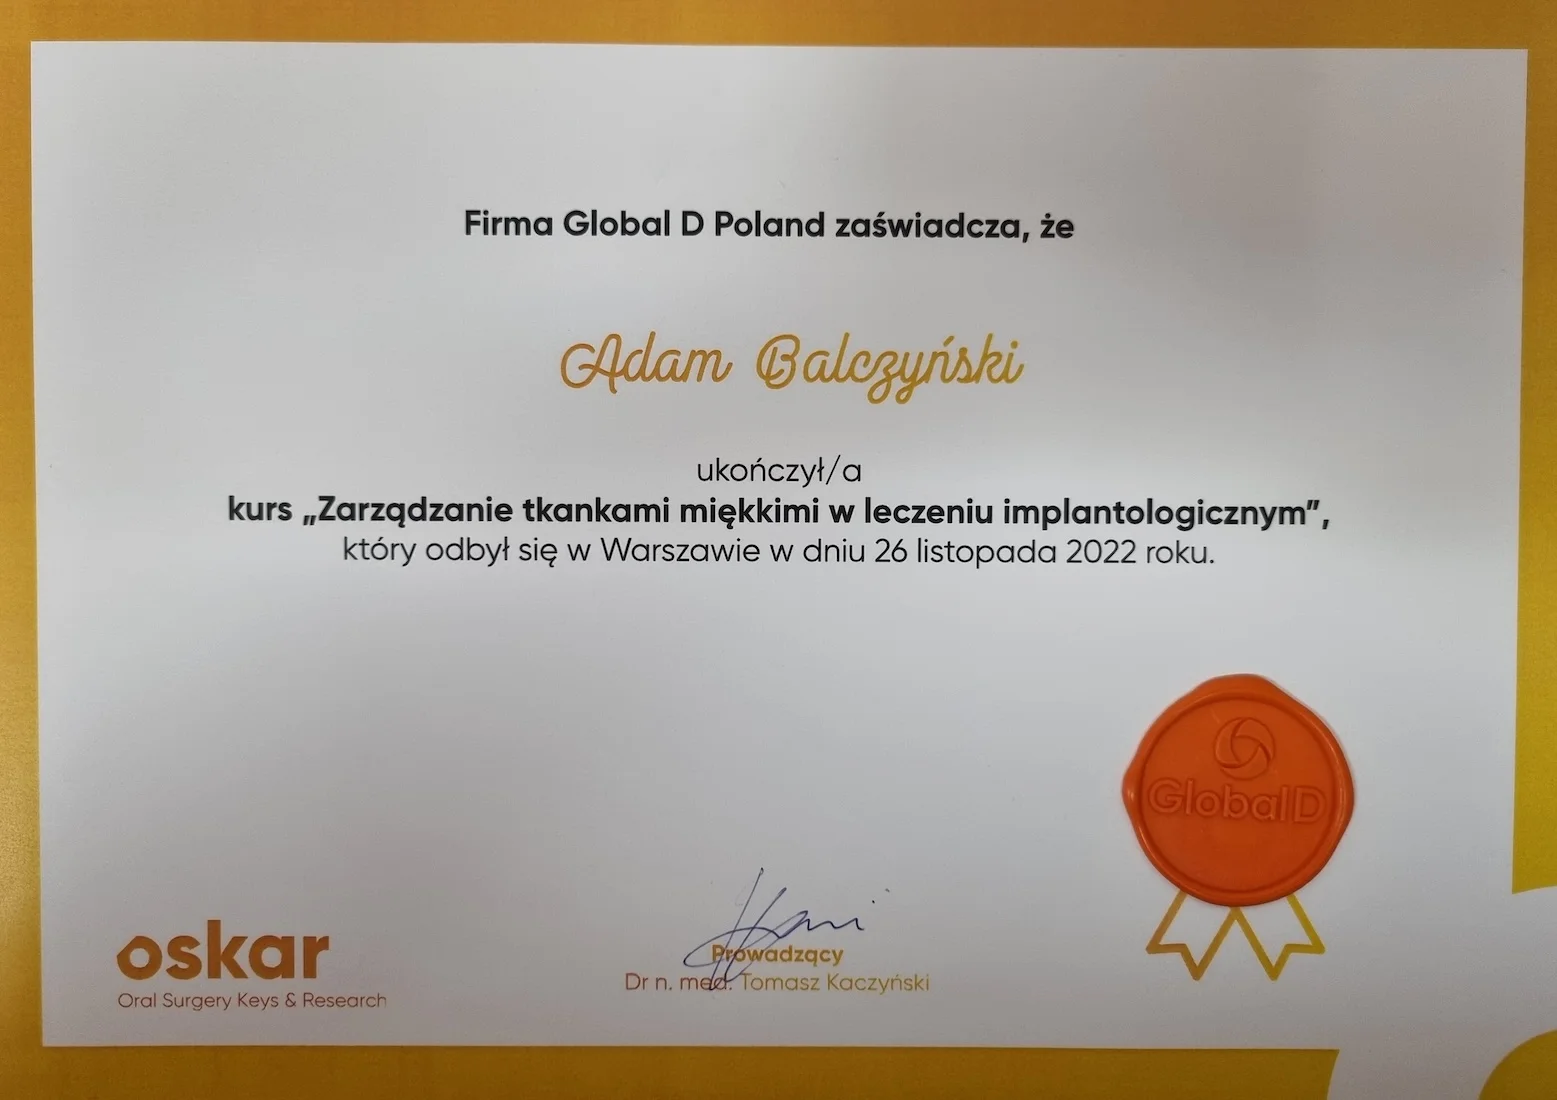 Firma Global D Poland zaświadcza, że
Adam Balczyński
ukończył/a
kurs „Zarządzanie tkankami miękkimi w leczeniu implantologicznym”,
który odbył się w Warszawie w dniu 26 listopada 2022 roku.
GlobalD
oskar
Oral Surgery Keys & Research
Prowadzący
Dr n. med. Tomasz Kaczyński